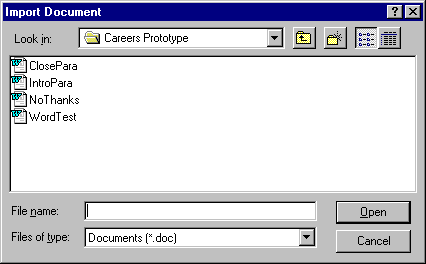 Import Document
Look in: Careers Prototype
ClosePara
IntroPara
NoThanks
WordTest
File name: Open
Files of type: Documents (*.doc) Cancel